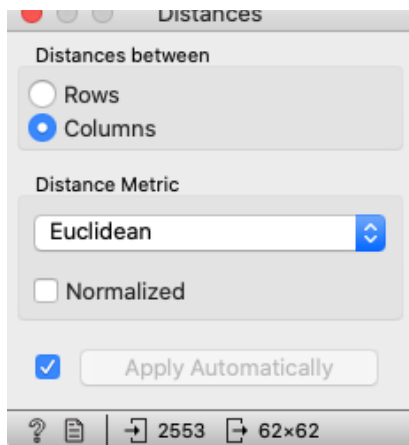 Distances
Distances between
Rows
Columns
Distance Metric
Euclidean
Normalized
Apply Automatically
? 2553 62×62